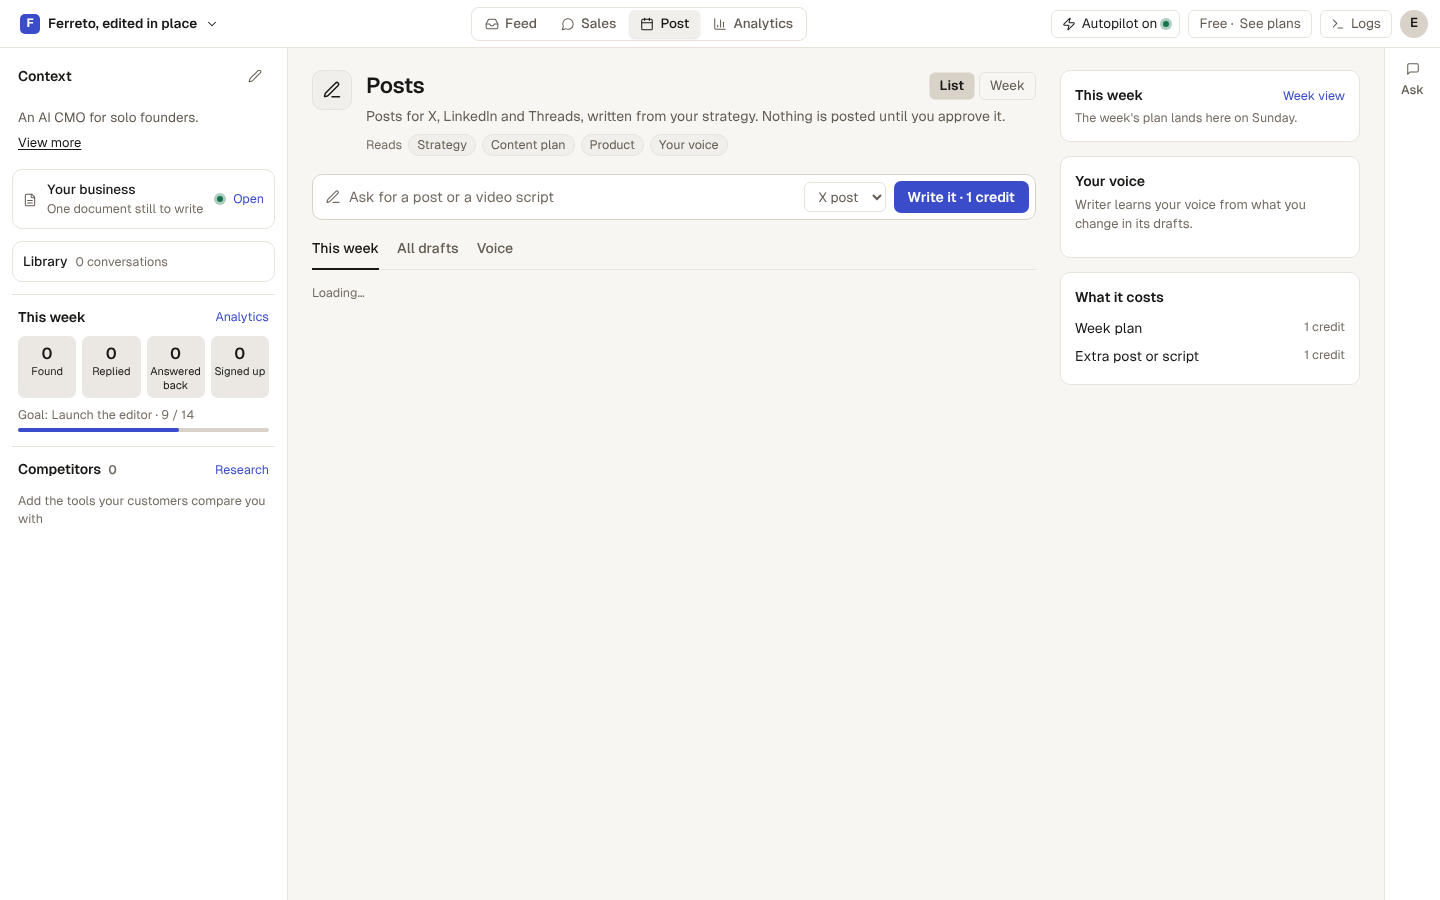 F Ferreto, edited in place
Feed
Sales
Post
Analytics
Autopilot on
Free · See plans
Logs
E
Context
An AI CMO for solo founders.
View more
Your business
One document still to write
Open
Library 0 conversations
This week
Analytics
0 Found
0 Replied
0 Answered back
0 Signed up
Goal: Launch the editor · 9 / 14
Competitors 0
Research
Add the tools your customers compare you
with
Posts
List
Week
Posts for X, LinkedIn and Threads, written from your strategy. Nothing is posted until you approve it.
Reads Strategy Content plan Product Your voice
Ask for a post or a video script
X post
Write it · 1 credit
This week
All drafts
Voice
Loading…
This week
Week view
The week's plan lands here on Sunday.
Your voice
Writer learns your voice from what you
change in its drafts.
What it costs
Week plan 1 credit
Extra post or script 1 credit
Ask